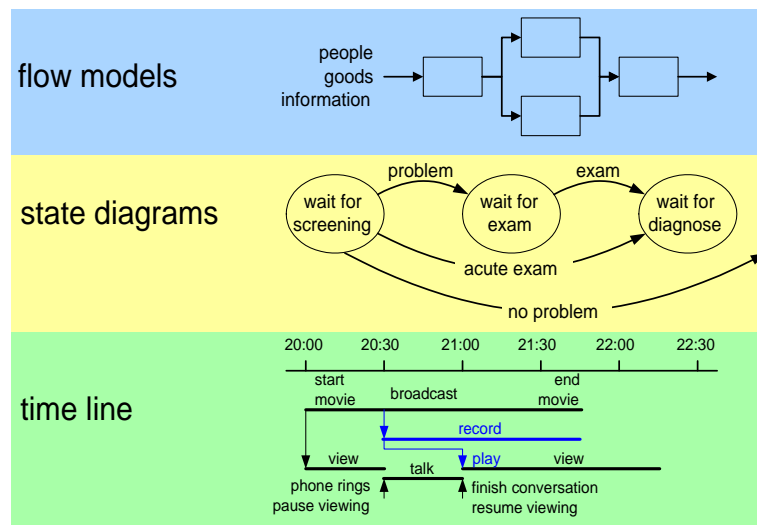 flow models
people
goods
information
state diagrams
problem
exam
wait for
screening
wait for
exam
wait for
diagnose
acute exam
no problem
time line
20:00 20:30 21:00 21:30 22:00 22:30
start
movie
broadcast
end
movie
record
view
talk
play
view
phone rings
pause viewing
finish conversation
resume viewing